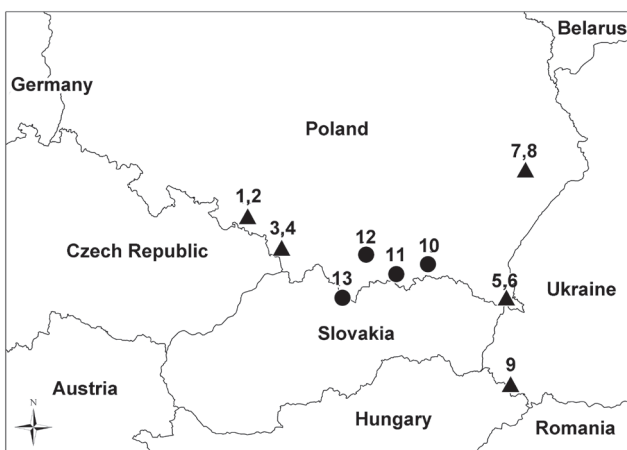 Belarus
Germany
Poland
7,8
1,2
3,4
Czech Republic
12
11
10
13
5,6
Ukraine
Slovakia
9
Austria
N
Hungary
Romania